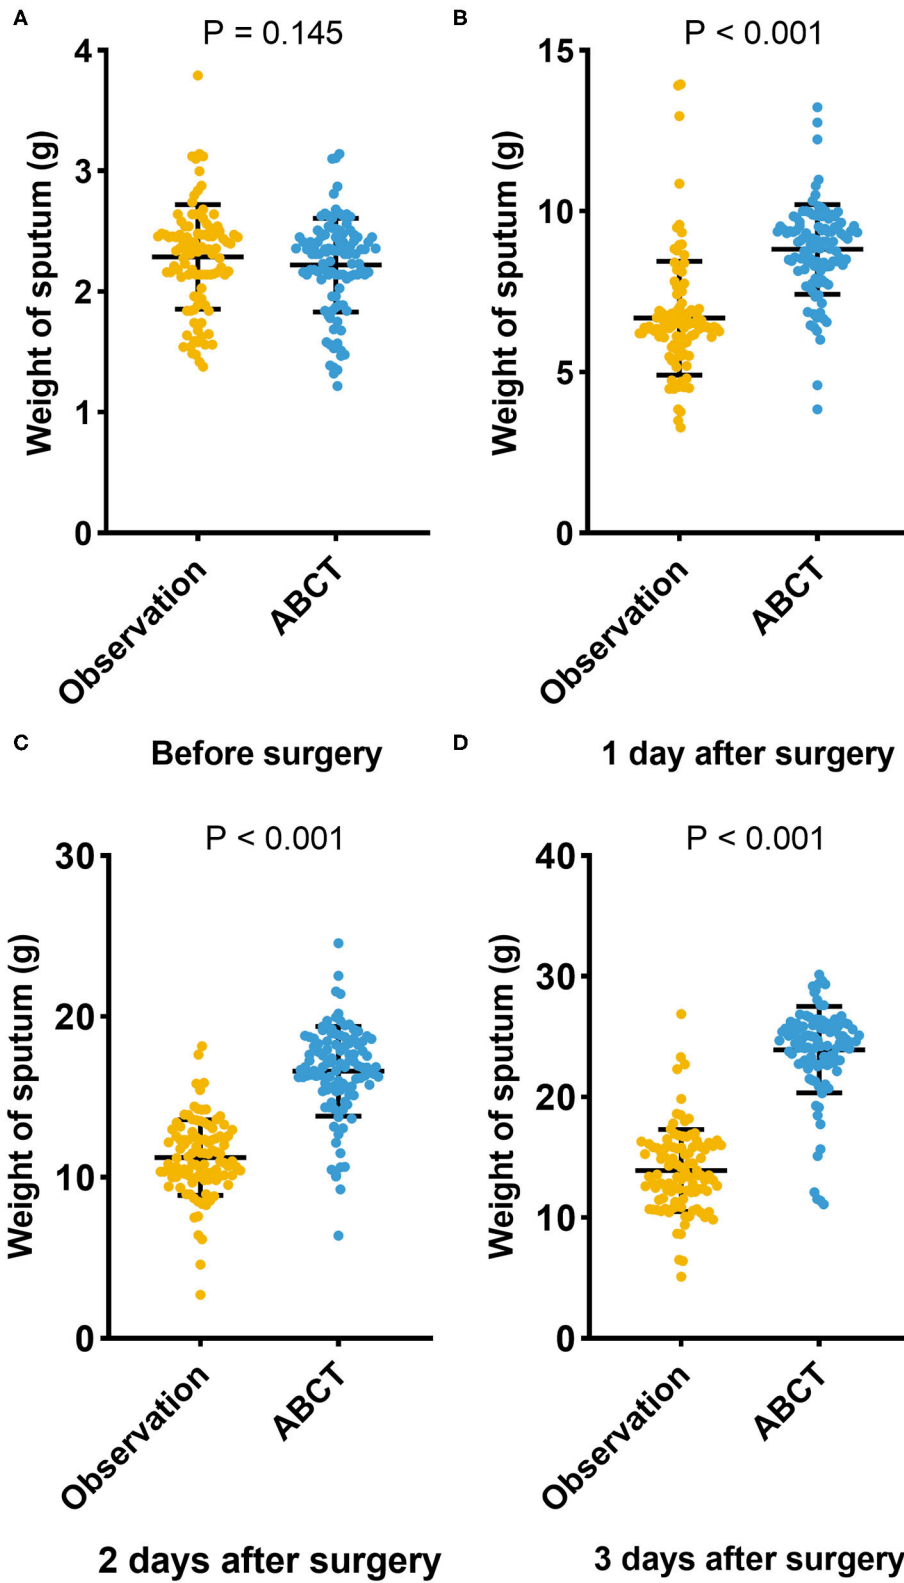 A
P = 0.145
Weight of sputum (g)
4
3
2
1
0
Observation
ABCT
Before surgery
B
P < 0.001
Weight of sputum (g)
15
10
5
0
Observation
ABCT
1 day after surgery
C
P < 0.001
Weight of sputum (g)
30
20
10
0
Observation
ABCT
2 days after surgery
D
P < 0.001
Weight of sputum (g)
40
30
20
10
0
Observation
ABCT
3 days after surgery